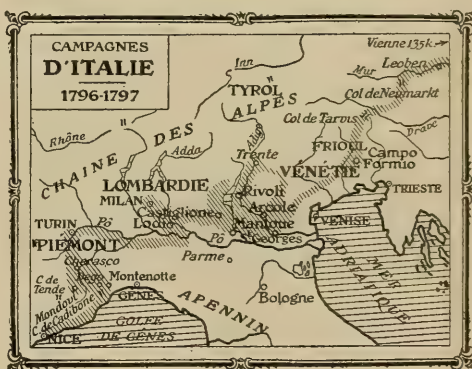 CAMPAGNES
D'ITALIE
1796-1797
Vienne 135k.
Leoben
Mur
Col de Neumarkt
Inn
TYROL
CHAINE DES ALPES
Col de Tarvis
Drave
Rhône
Adda
Adige
Trente
FRIOUL
Campo
Formio
VÉNÉTIE
LOMBARDIE
MILAN
Rivoli
TRIESTE
Castiglione
Arcole
Lodi
Mantoue
VENISE
TURIN
Pô
Pô
St Georges
PIÉMONT
Parme
MER
ADRIATIQUE
Cherasco
C. de
Tende
Dego
Montenotte
Mondovi
C. de Cadibone
GÊNES
APENNIN
Bologne
GOLFE
DE GÊNES
NICE